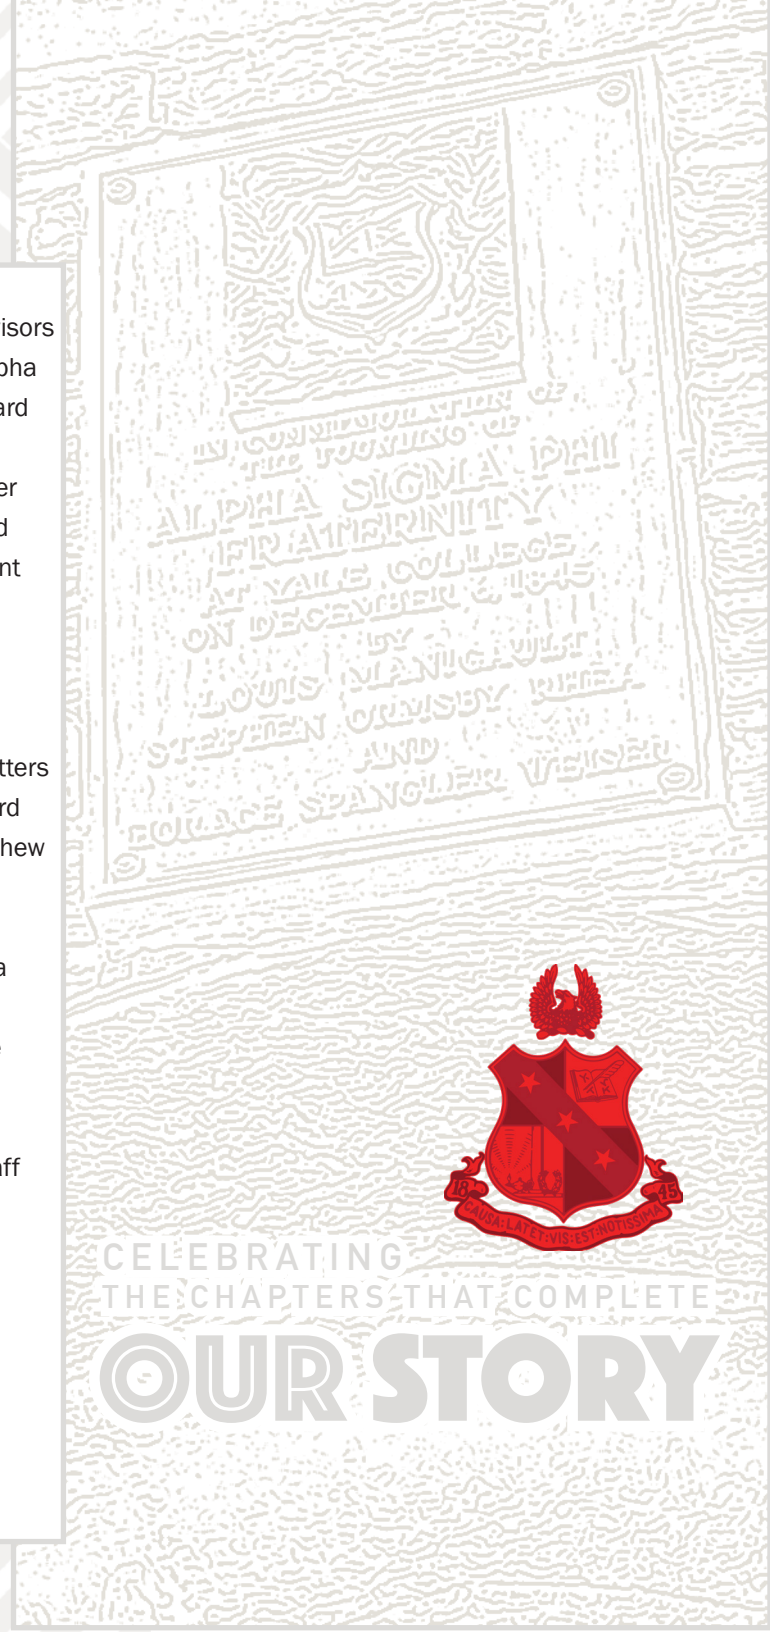 isors
pha
ard
er
d
nt
tters
rd
hew
a
e
aff
IN COMMEMORATION OF
THE FOUNDING OF
ALPHA SIGMA PHI
FRATERNITY
AT YALE COLLEGE
ON DECEMBER 6, 1845
BY
LOUIS MANIGAULT
STEPHEN ORMSBY RHEA
AND
HORACE SPANGLER WEISER
18 45
CAUSA:LATET:VIS:EST:NOTISSIMA
CELEBRATING
THE CHAPTERS THAT COMPLETE
OUR STORY